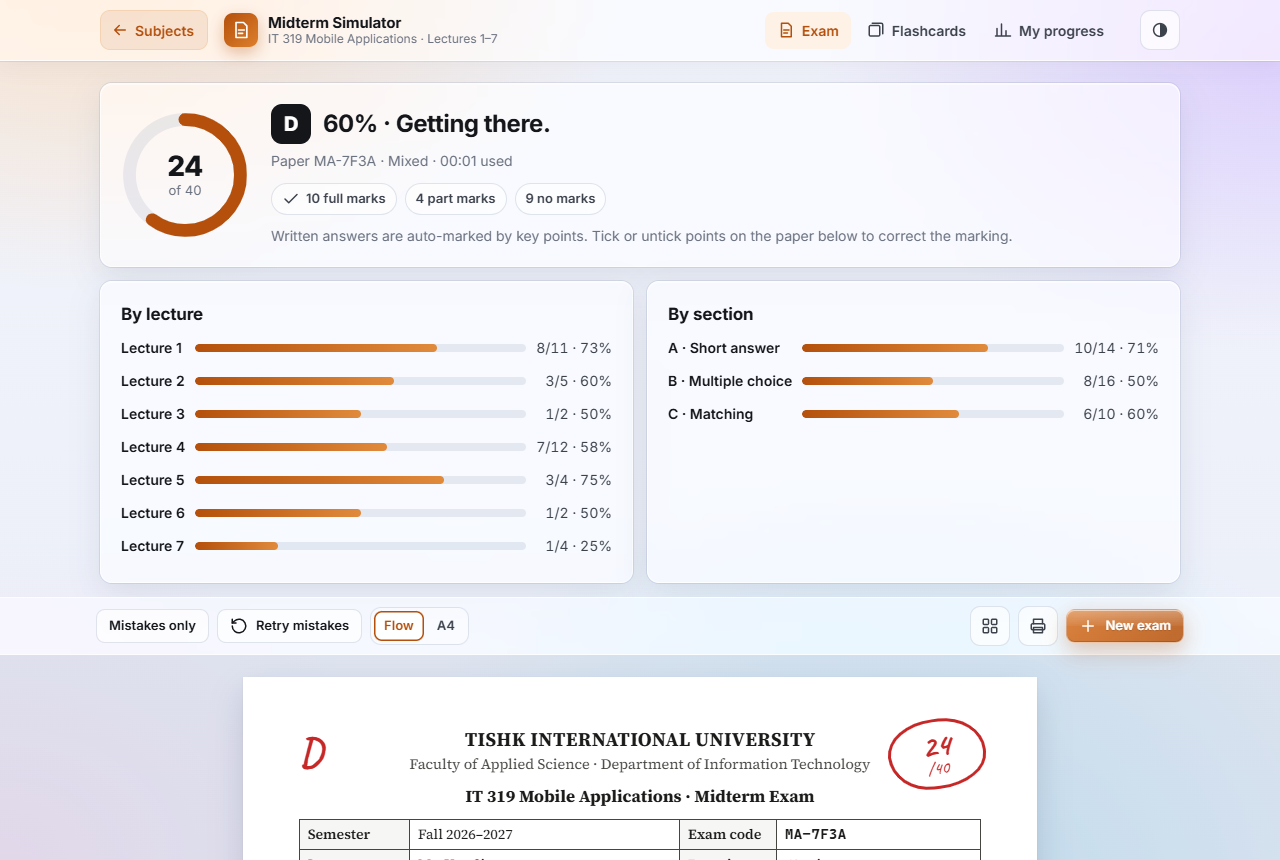 Subjects
Midterm Simulator
IT 319 Mobile Applications · Lectures 1–7
Exam
Flashcards
My progress
24
of 40
D
60% · Getting there.
Paper MA-7F3A · Mixed · 00:01 used
10 full marks
4 part marks
9 no marks
Written answers are auto-marked by key points. Tick or untick points on the paper below to correct the marking.
By lecture
Lecture 1 8/11 · 73%
Lecture 2 3/5 · 60%
Lecture 3 1/2 · 50%
Lecture 4 7/12 · 58%
Lecture 5 3/4 · 75%
Lecture 6 1/2 · 50%
Lecture 7 1/4 · 25%
By section
A · Short answer 10/14 · 71%
B · Multiple choice 8/16 · 50%
C · Matching 6/10 · 60%
Mistakes only
Retry mistakes
Flow
A4
New exam
D
TISHK INTERNATIONAL UNIVERSITY
Faculty of Applied Science · Department of Information Technology
IT 319 Mobile Applications · Midterm Exam
24
/40
Semester Fall 2026–2027 Exam code MA-7F3A